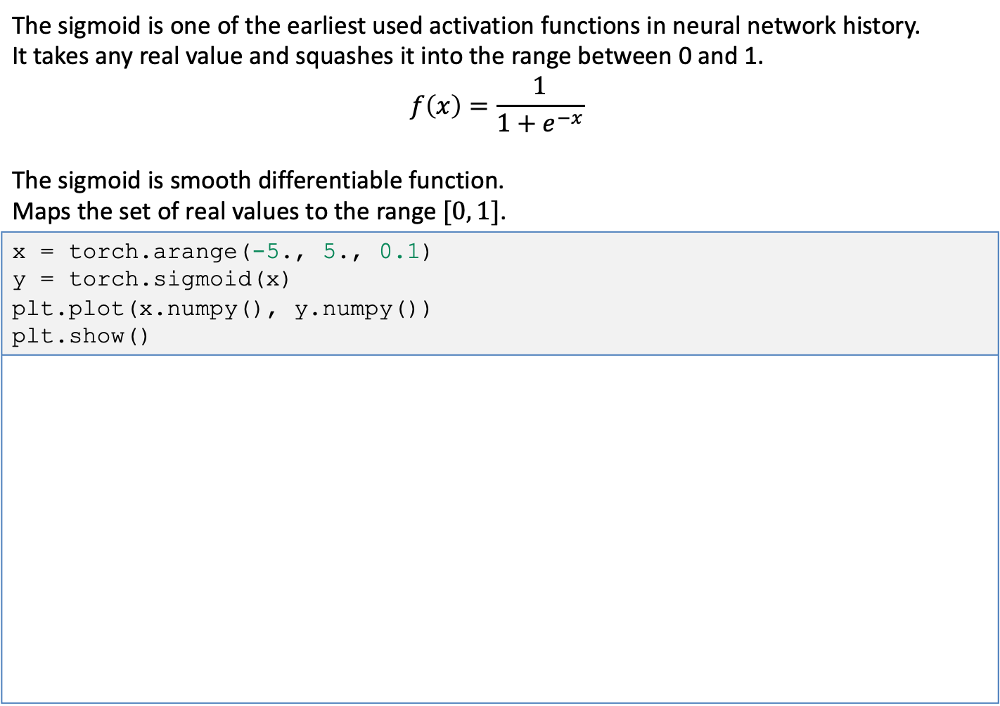 The sigmoid is one of the earliest used activation functions in neural network history.
It takes any real value and squashes it into the range between 0 and 1.
f(x) = 1 / (1 + e^{-x})
The sigmoid is smooth differentiable function.
Maps the set of real values to the range [0, 1].
x = torch.arange(-5., 5., 0.1)
y = torch.sigmoid(x)
plt.plot(x.numpy(), y.numpy())
plt.show()